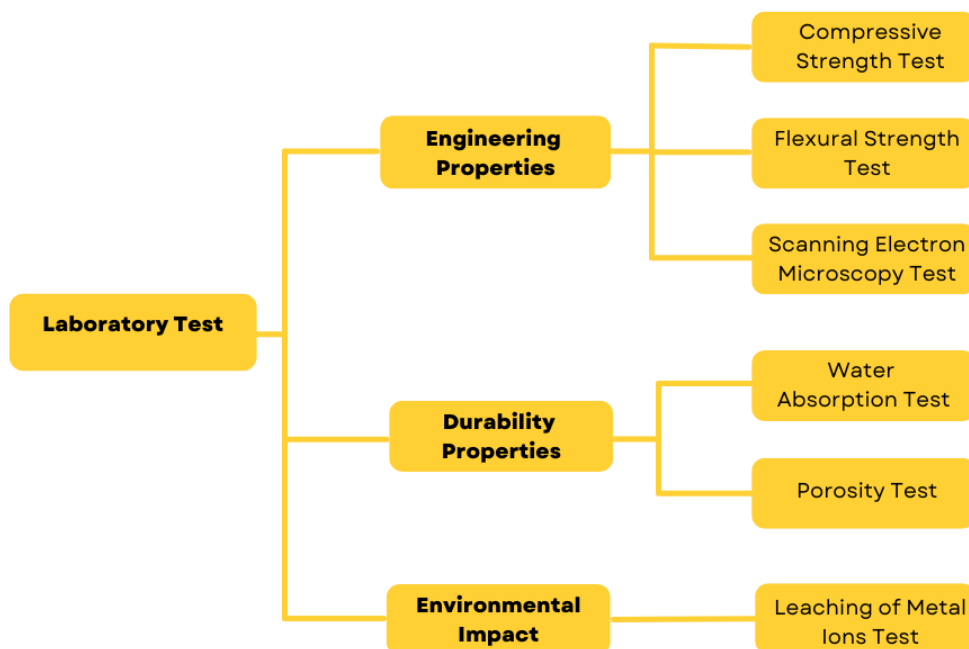 Compressive
Strength Test
Engineering
Properties
Flexural Strength
Test
Scanning Electron
Microscopy Test
Laboratory Test
Water
Absorption Test
Durability
Properties
Porosity Test
Environmental
Impact
Leaching of Metal
Ions Test